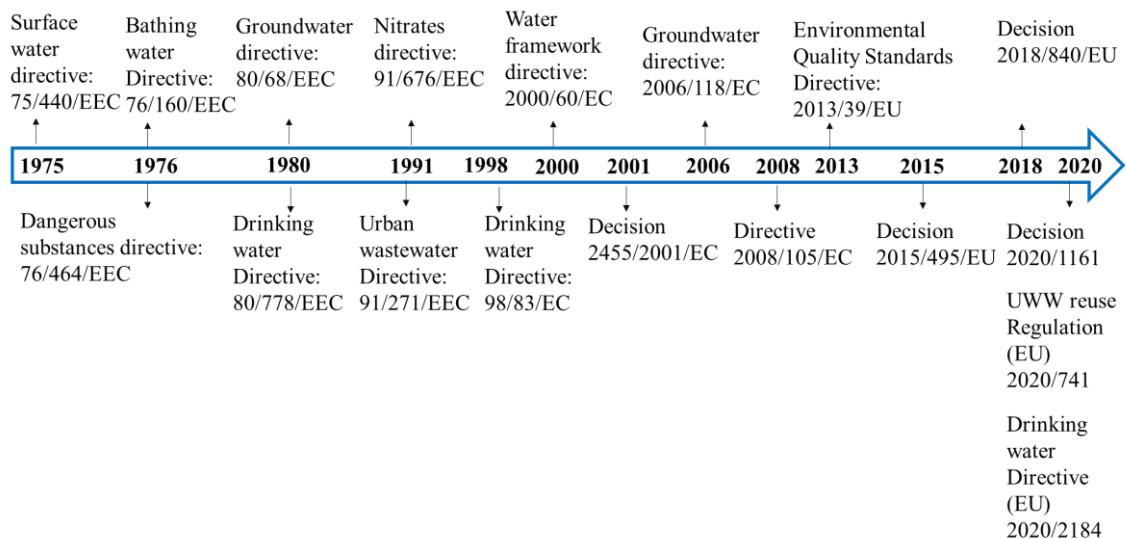 Surface
water
directive:
75/440/EEC
Bathing
water
Directive:
76/160/EEC
Groundwater
directive:
80/68/EEC
Nitrates
directive:
91/676/EEC
Water
framework
directive:
2000/60/EC
Groundwater
directive:
2006/118/EC
Environmental
Quality Standards
Directive:
2013/39/EU
Decision
2018/840/EU
1975 1976 1980 1991 1998 2000 2001 2006 2008 2013 2015 2018 2020
Dangerous
substances directive:
76/464/EEC
Drinking
water
Directive:
80/778/EEC
Urban
wastewater
Directive:
91/271/EEC
Drinking
water
Directive:
98/83/EC
Decision
2455/2001/EC
Directive
2008/105/EC
Decision
2015/495/EU
Decision
2020/1161
UWW reuse
Regulation
(EU)
2020/741
Drinking
water
Directive
(EU)
2020/2184